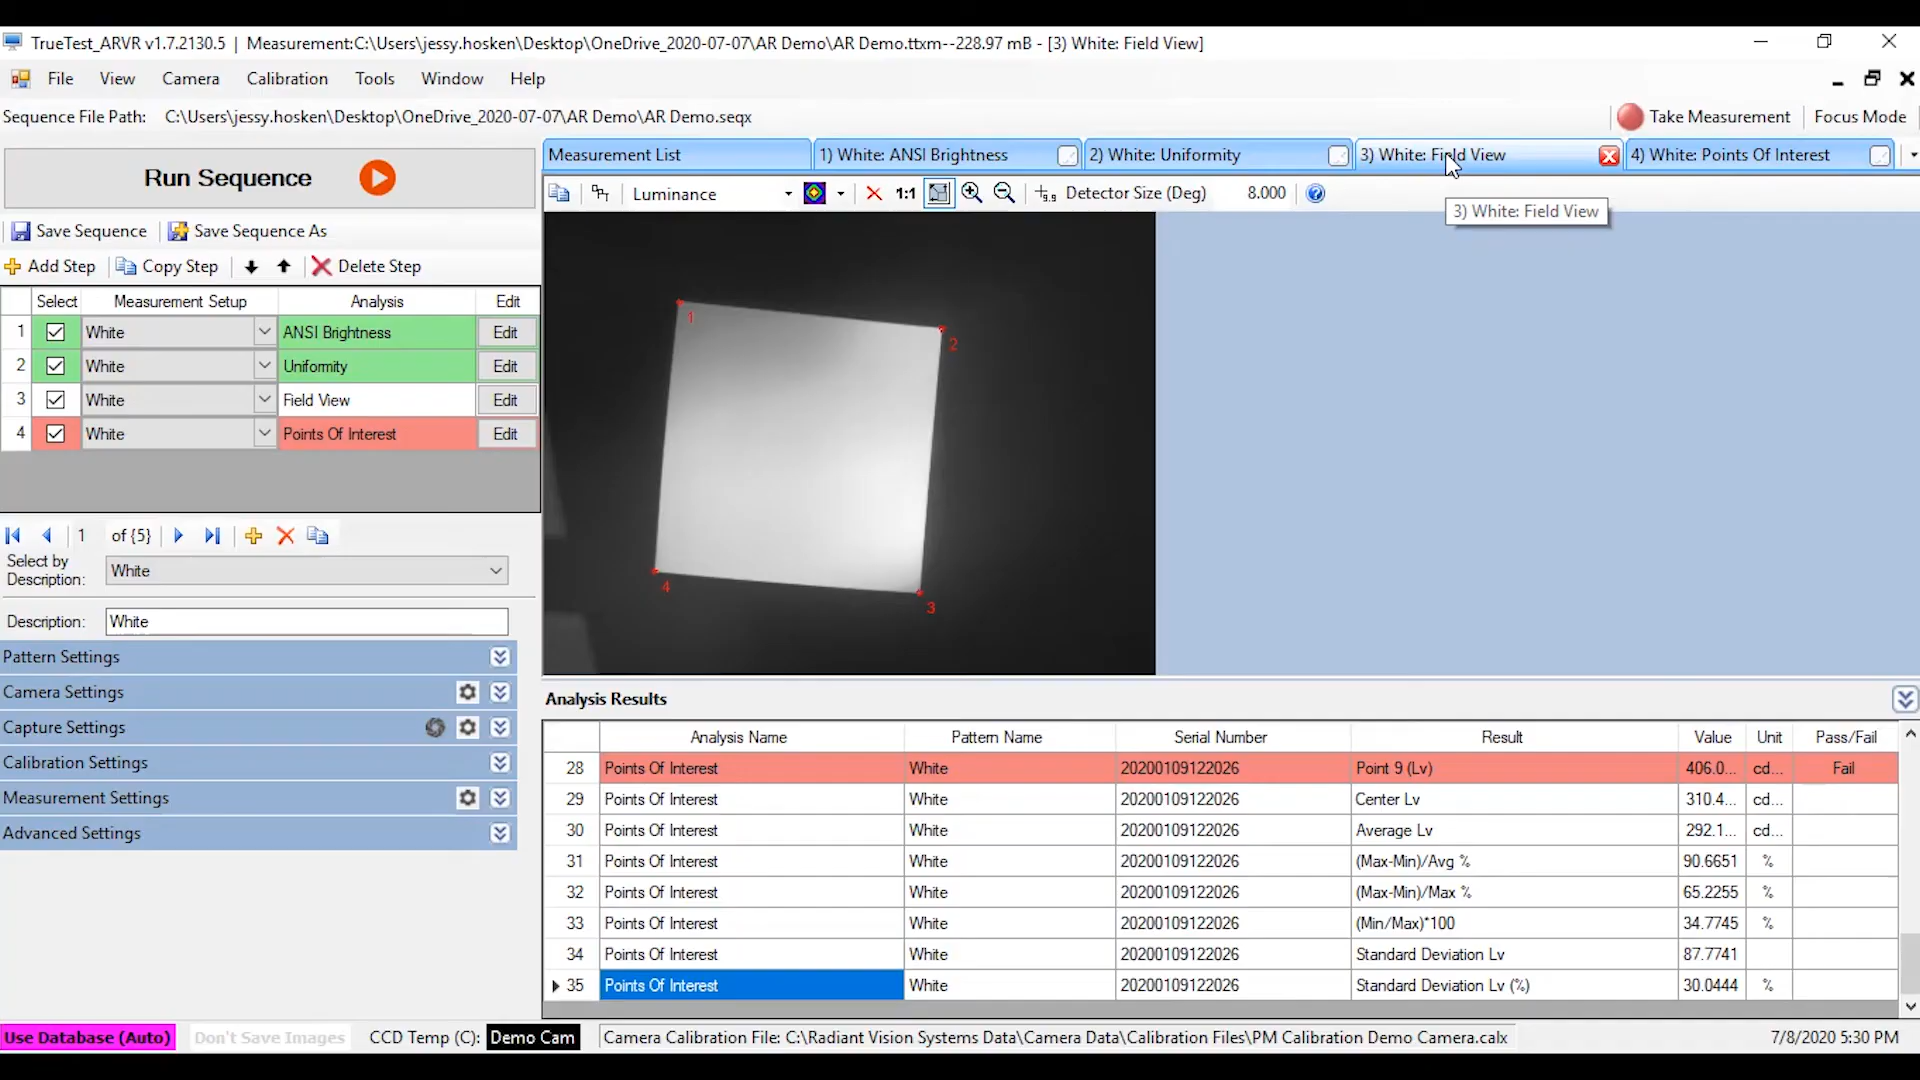 TrueTest_ARVR v1.7.2130.5 | Measurement:C:\Users\jessy.hosken\Desktop\OneDrive_2020-07-07\AR Demo\AR Demo.ttxm--228.97 mB - [3) White: Field View]
File View Camera Calibration Tools Window Help
Sequence File Path: C:\Users\jessy.hosken\Desktop\OneDrive_2020-07-07\AR Demo\AR Demo.seqx Take Measurement Focus Mode
Run Sequence
Save Sequence Save Sequence As
Add Step Copy Step Delete Step
Select Measurement Setup Analysis Edit
1 White ANSI Brightness Edit
2 White Uniformity Edit
3 White Field View Edit
4 White Points Of Interest Edit
1 of {5}
Select by
Description: White
Description: White
Pattern Settings
Camera Settings
Capture Settings
Calibration Settings
Measurement Settings
Advanced Settings
Measurement List 1) White: ANSI Brightness 2) White: Uniformity 3) White: Field View 4) White: Points Of Interest
Luminance 1:1 Detector Size (Deg) 8.000
3) White: Field View
1
2
4
3
Analysis Results
Analysis Name Pattern Name Serial Number Result Value Unit Pass/Fail
28 Points Of Interest White 20200109122026 Point 9 (Lv) 406.0... cd... Fail
29 Points Of Interest White 20200109122026 Center Lv 310.4... cd...
30 Points Of Interest White 20200109122026 Average Lv 292.1... cd...
31 Points Of Interest White 20200109122026 (Max-Min)/Avg % 90.6651 %
32 Points Of Interest White 20200109122026 (Max-Min)/Max % 65.2255 %
33 Points Of Interest White 20200109122026 (Min/Max)*100 34.7745 %
34 Points Of Interest White 20200109122026 Standard Deviation Lv 87.7741
35 Points Of Interest White 20200109122026 Standard Deviation Lv (%) 30.0444 %
Use Database (Auto) Don't Save Images CCD Temp (C): Demo Cam Camera Calibration File: C:\Radiant Vision Systems Data\Camera Data\Calibration Files\PM Calibration Demo Camera.calx 7/8/2020 5:30 PM